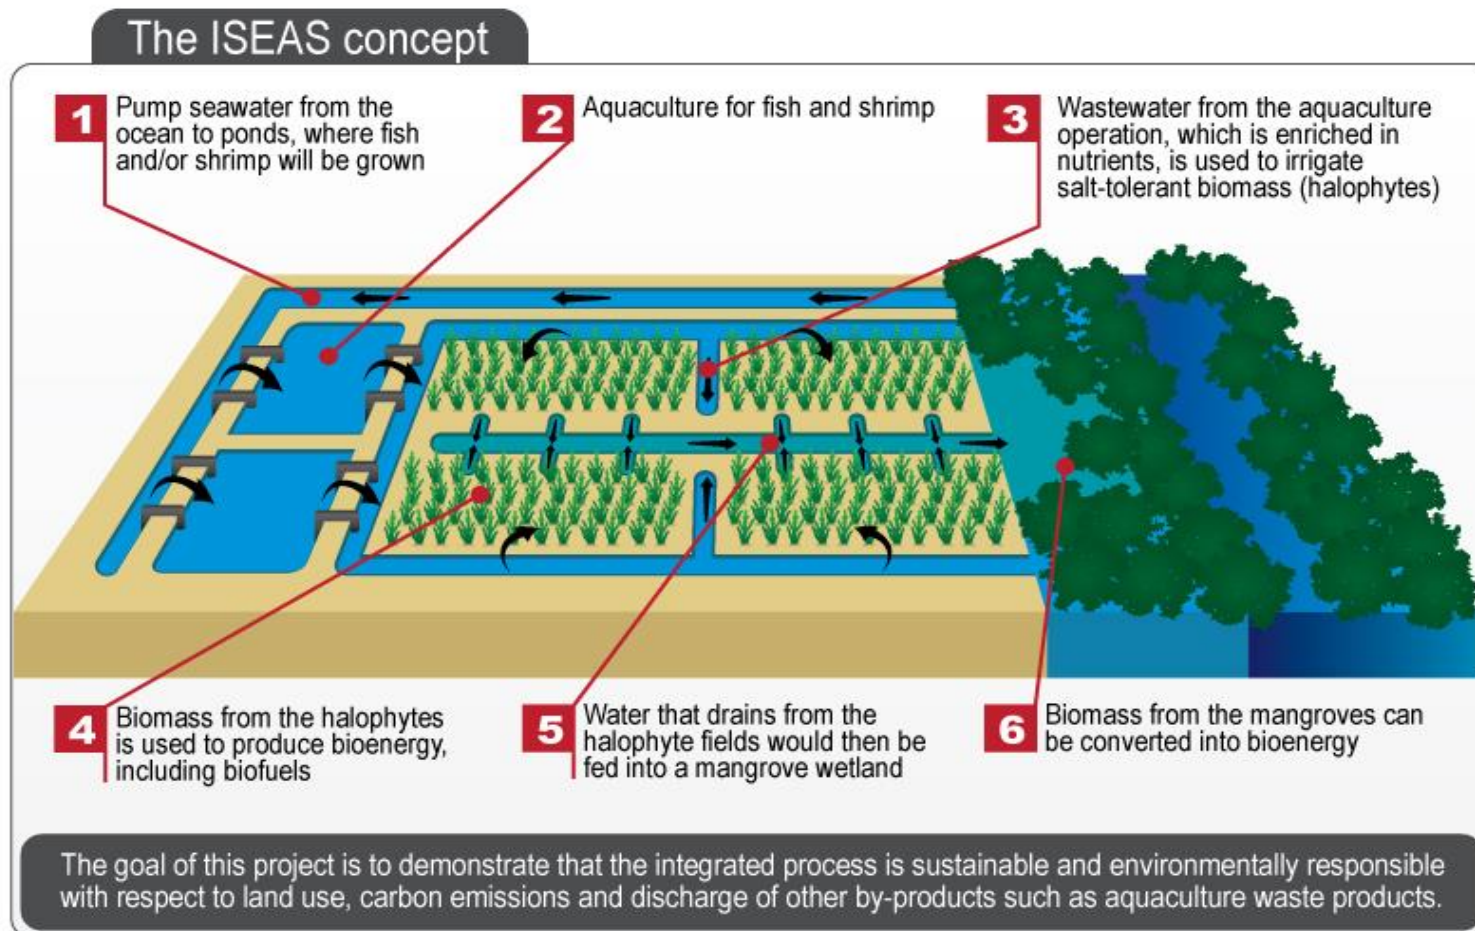 The ISEAS concept
1
Pump seawater from the
ocean to ponds, where fish
and/or shrimp will be grown
2
Aquaculture for fish and shrimp
3
Wastewater from the aquaculture
operation, which is enriched in
nutrients, is used to irrigate
salt-tolerant biomass (halophytes)
4
Biomass from the halophytes
is used to produce bioenergy,
including biofuels
5
Water that drains from the
halophyte fields would then be
fed into a mangrove wetland
6
Biomass from the mangroves can
be converted into bioenergy
The goal of this project is to demonstrate that the integrated process is sustainable and environmentally responsible
with respect to land use, carbon emissions and discharge of other by-products such as aquaculture waste products.